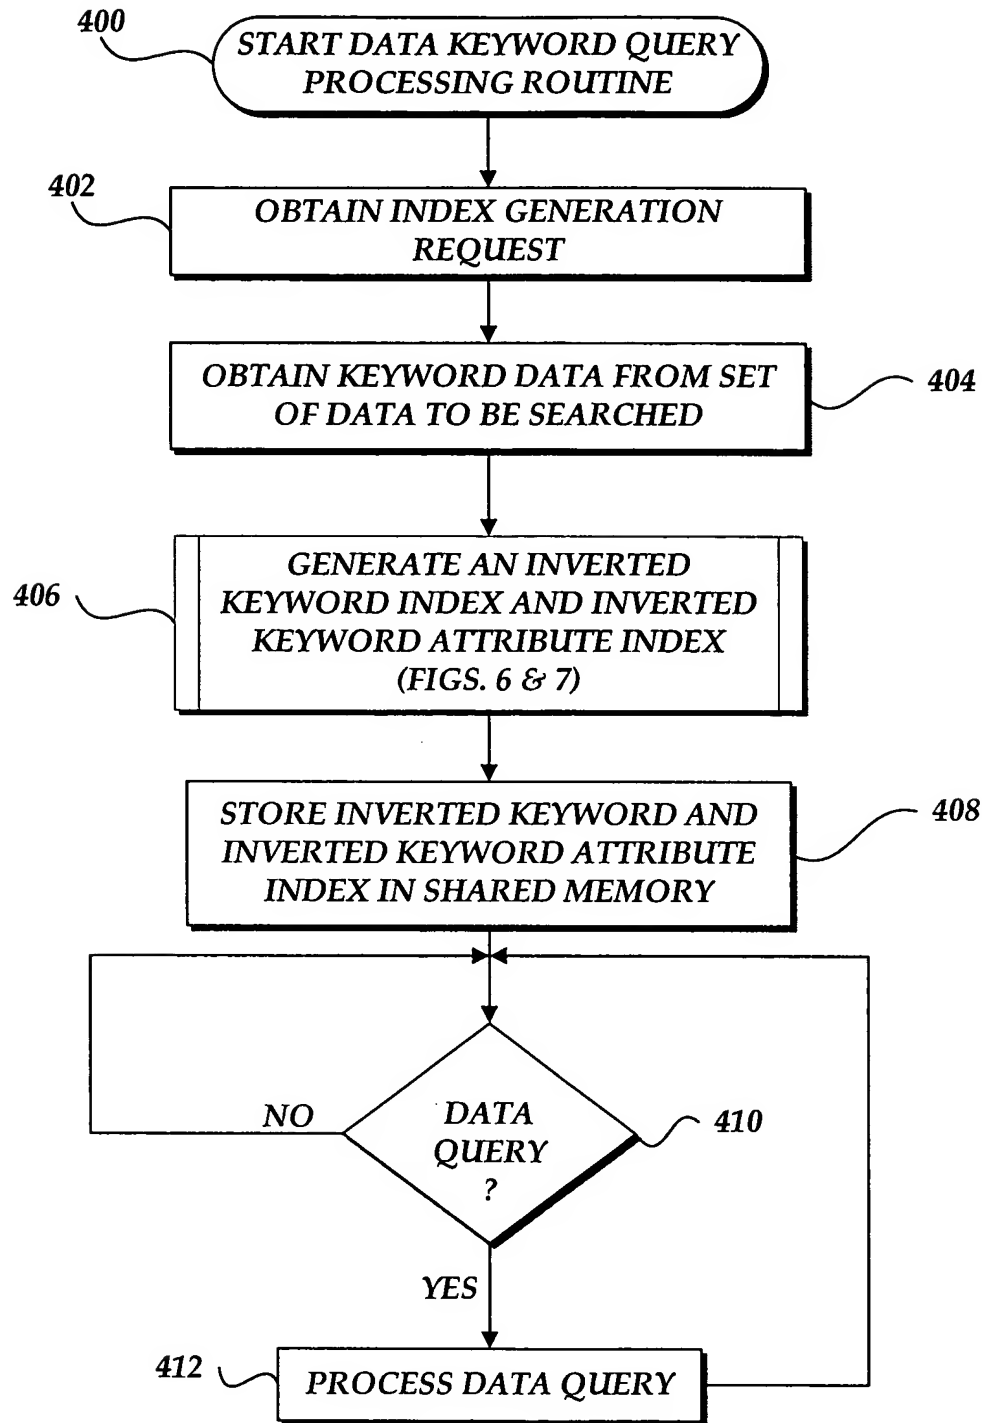 400
START DATA KEYWORD QUERY
PROCESSING ROUTINE
402
OBTAIN INDEX GENERATION
REQUEST
OBTAIN KEYWORD DATA FROM SET
OF DATA TO BE SEARCHED
404
406
GENERATE AN INVERTED
KEYWORD INDEX AND INVERTED
KEYWORD ATTRIBUTE INDEX
(FIGS. 6 & 7)
STORE INVERTED KEYWORD AND
INVERTED KEYWORD ATTRIBUTE
INDEX IN SHARED MEMORY
408
NO
DATA
QUERY
?
410
YES
412
PROCESS DATA QUERY